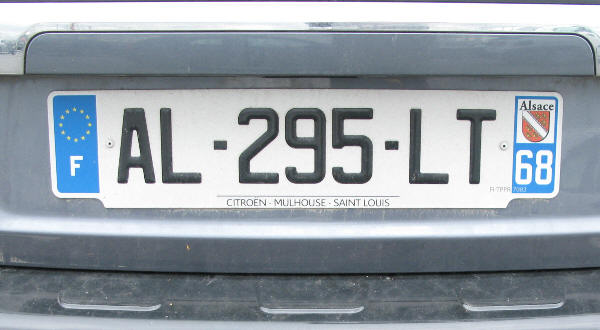 Alsace
F AL-295-LT 68
CITROËN - MULHOUSE - SAINT LOUIS